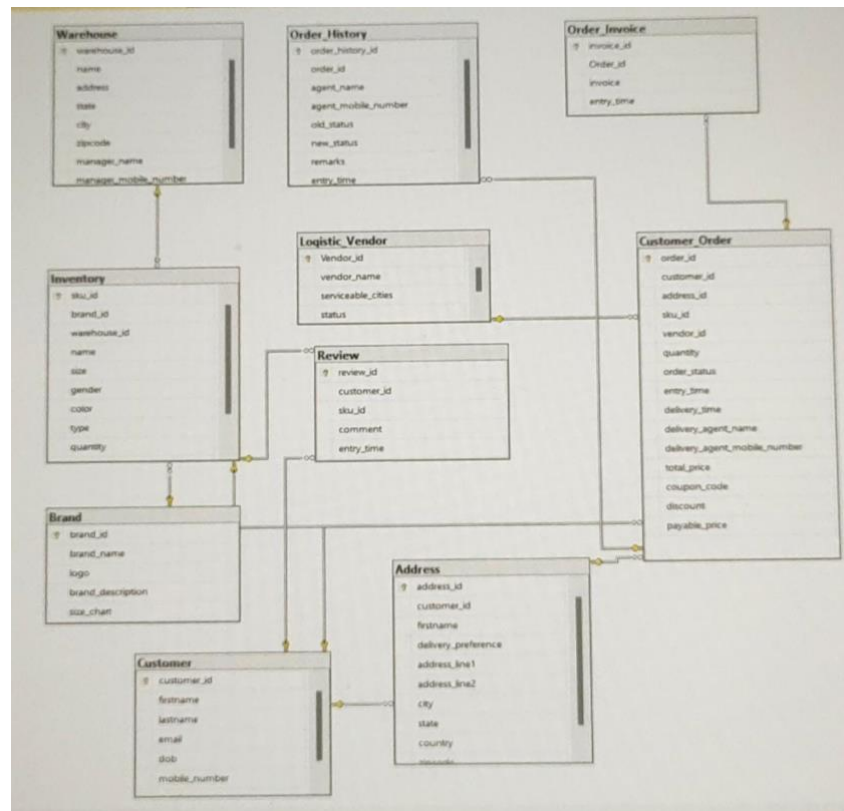 Warehouse
warehouse_id
name
address
state
city
zipcode
manager_name
manager_mobile_number
Order_History
order_history_id
order_id
agent_name
agent_mobile_number
old_status
new_status
remarks
entry_time
Order_Invoice
invoice_id
Order_id
invoice
entry_time
Logistic_Vendor
Vendor_id
vendor_name
serviceable_cities
status
Customer_Order
order_id
customer_id
address_id
sku_id
vendor_id
quantity
order_status
entry_time
delivery_time
delivery_agent_name
delivery_agent_mobile_number
total_price
coupon_code
discount
payable_price
Inventory
sku_id
brand_id
warehouse_id
name
size
gender
color
type
quantity
Review
review_id
customer_id
sku_id
comment
entry_time
Brand
brand_id
brand_name
logo
brand_description
size_chart
Address
address_id
customer_id
firstname
delivery_preference
address_line1
address_line2
city
state
country
Customer
customer_id
firstname
lastname
email
dob
mobile_number